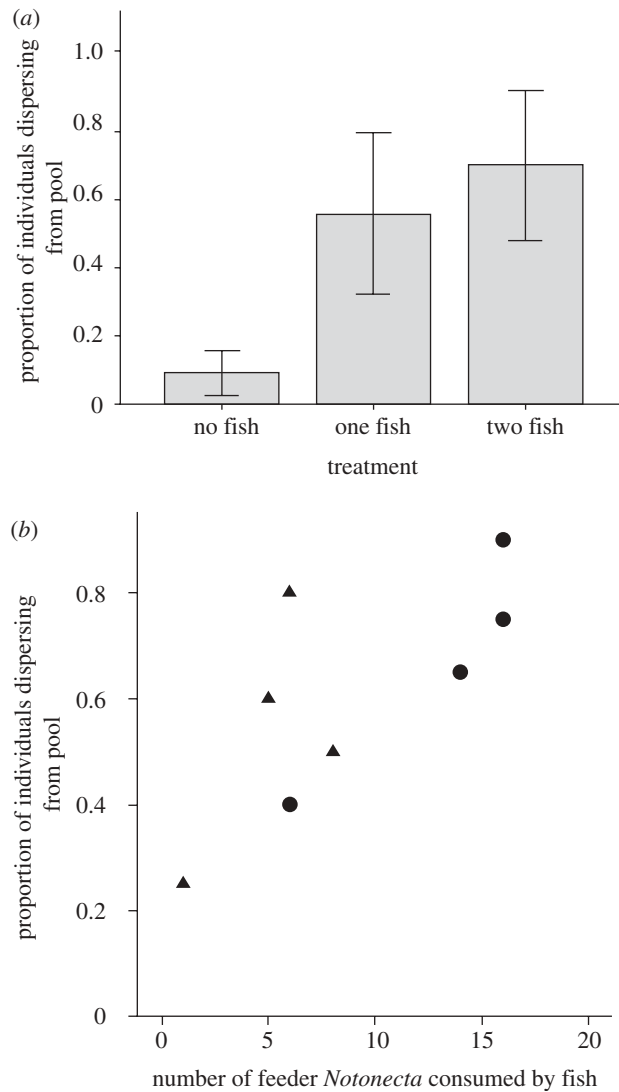 (a)
proportion of individuals dispersing
from pool
1.0
0.8
0.6
0.4
0.2
0
no fish one fish two fish
treatment
(b)
proportion of individuals dispersing
from pool
0.8
0.6
0.4
0.2
0
0 5 10 15 20
number of feeder Notonecta consumed by fish